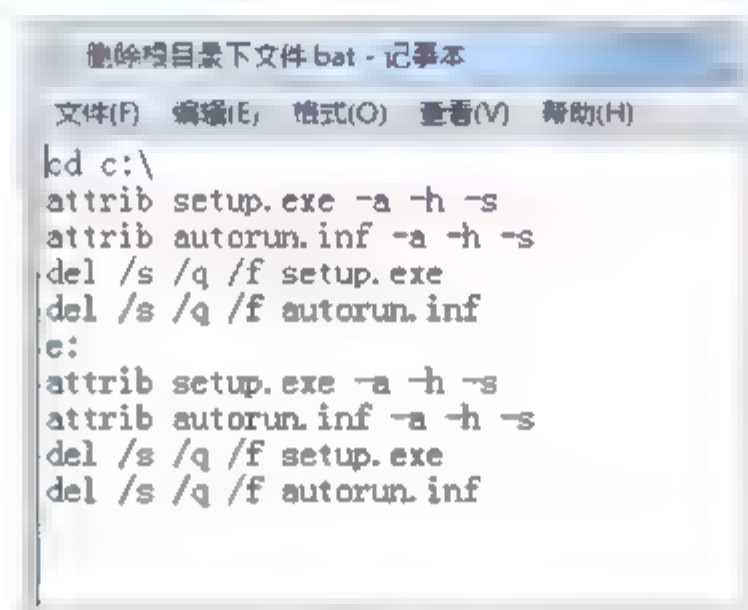 删除根目录下文件.bat - 记事本
文件(F) 编辑(E) 格式(O) 查看(V) 帮助(H)
cd c:\
attrib setup.exe -a -h -s
attrib autorun.inf -a -h -s
del /s /q /f setup.exe
del /s /q /f autorun.inf
e:
attrib setup.exe -a -h -s
attrib autorun.inf -a -h -s
del /s /q /f setup.exe
del /s /q /f autorun.inf